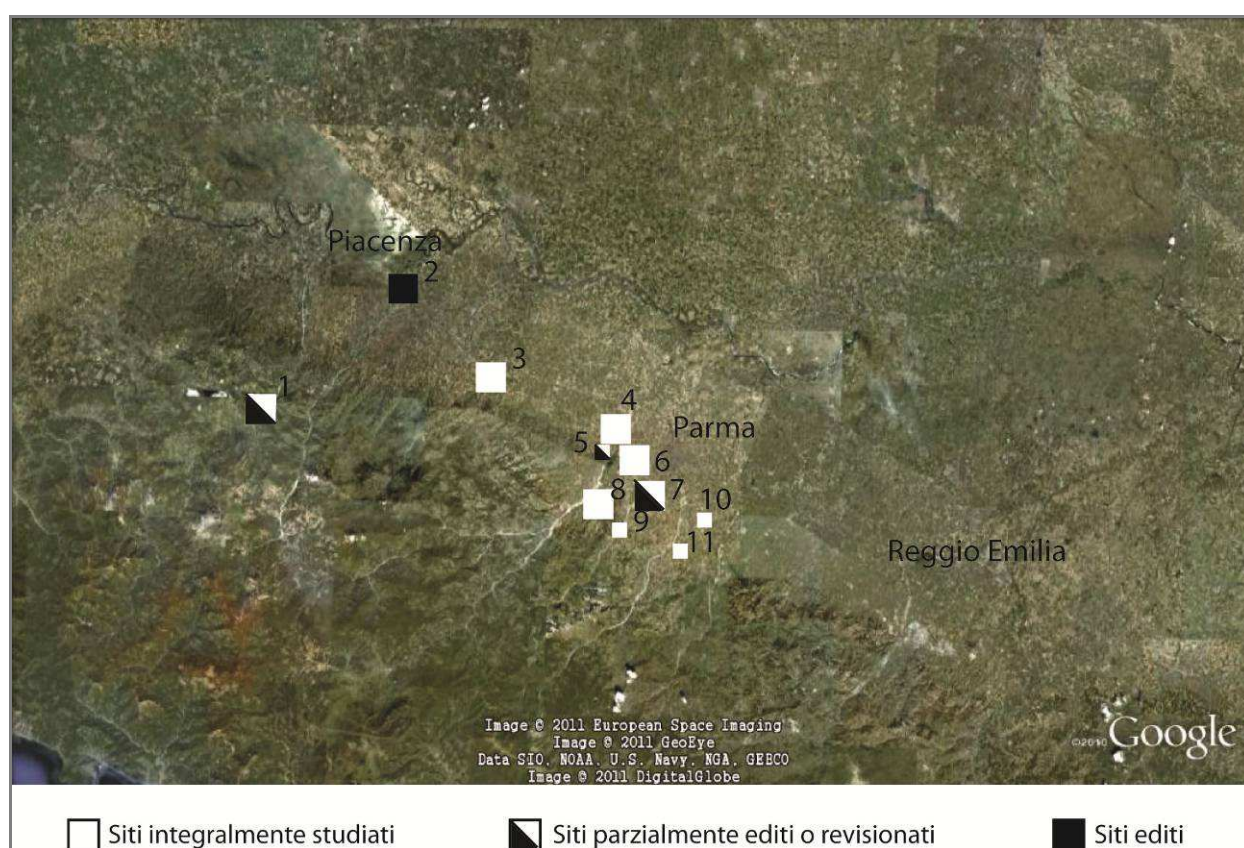 Piacenza
2
3
1
4
Parma
5
6
8
7
10
9
11
Reggio Emilia
Image © 2011 European Space Imaging
Image © 2011 GeoEye
Data SIO, NOAA, U.S. Navy, NGA, GEBCO
Image © 2011 DigitalGlobe
©2010 Google
Siti integralmente studiati
Siti parzialmente editi o revisionati
Siti editi